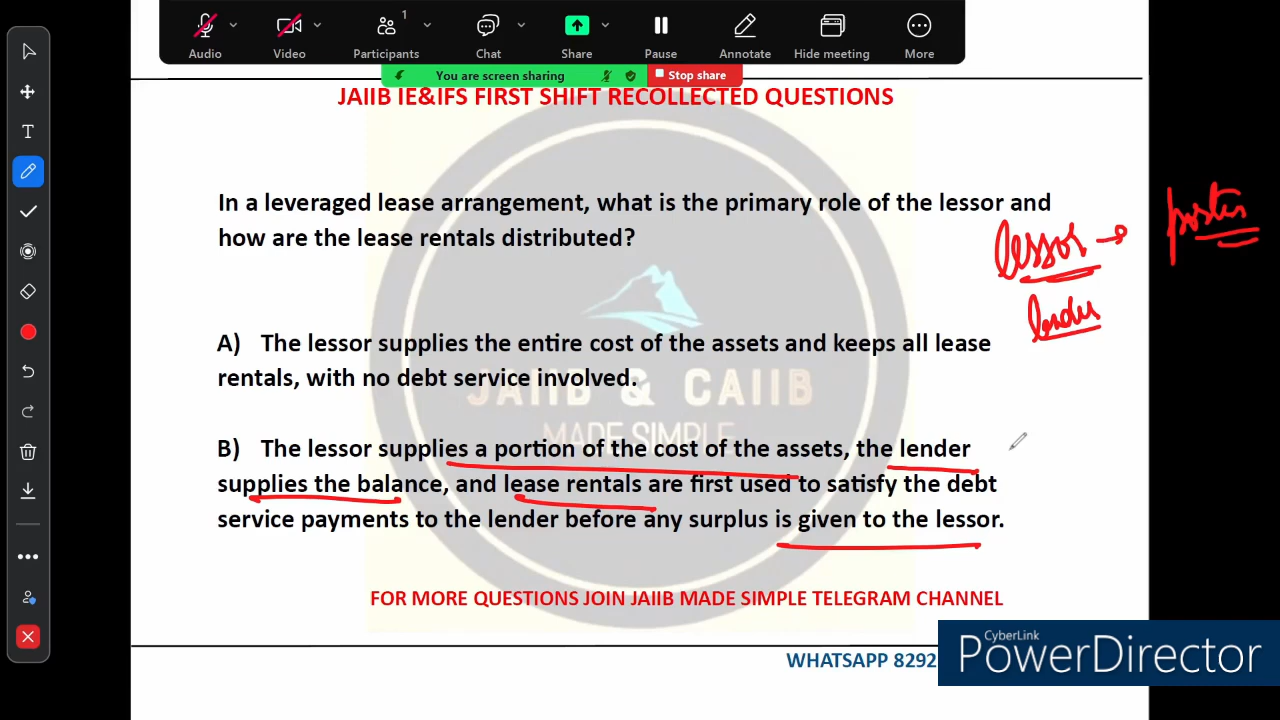 1
Audio Video Participants Chat Share Pause Annotate Hide meeting More
You are screen sharing Stop share
JAIIB IE&IFS FIRST SHIFT RECOLLECTED QUESTIONS
In a leveraged lease arrangement, what is the primary role of the lessor and
how are the lease rentals distributed?
lessor →
lender
A) The lessor supplies the entire cost of the assets and keeps all lease
rentals, with no debt service involved.
JAIIB & CAIIB
MADE SIMPLE
B) The lessor supplies a portion of the cost of the assets, the lender
supplies the balance, and lease rentals are first used to satisfy the debt
service payments to the lender before any surplus is given to the lessor.
FOR MORE QUESTIONS JOIN JAIIB MADE SIMPLE TELEGRAM CHANNEL
WHATSAPP 8292
CyberLink
PowerDirector